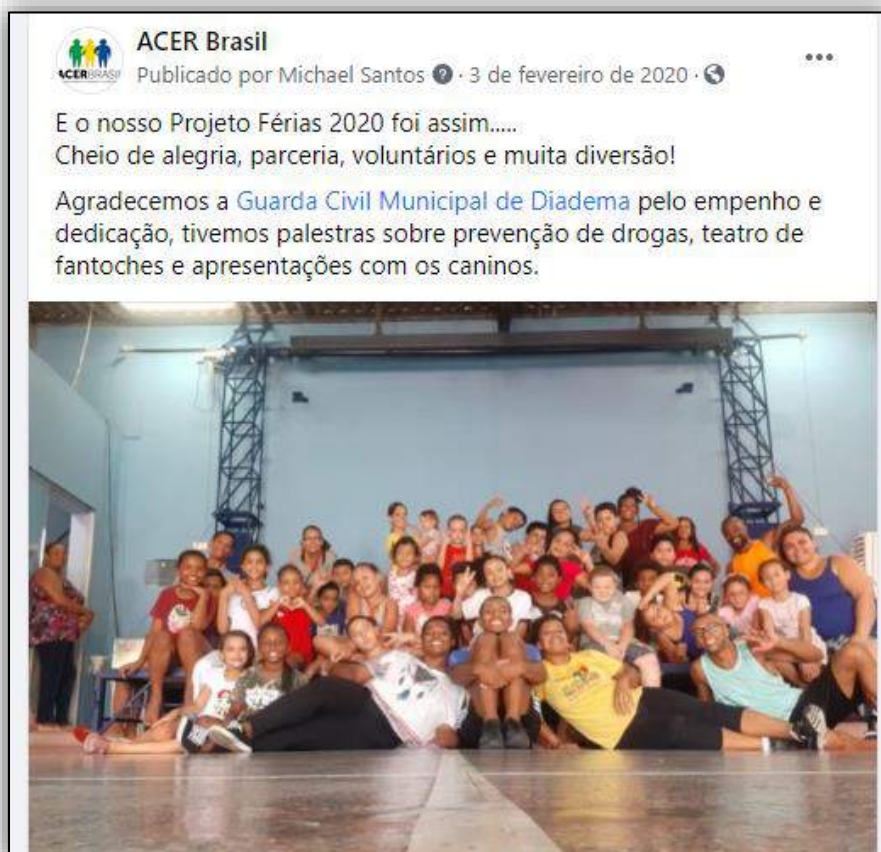 ACER Brasil
ACERBRASIL
Publicado por Michael Santos · 3 de fevereiro de 2020 ·
E o nosso Projeto Férias 2020 foi assim.....
Cheio de alegria, parceria, voluntários e muita diversão!
Agradecemos a Guarda Civil Municipal de Diadema pelo empenho e
dedicação, tivemos palestras sobre prevenção de drogas, teatro de
fantoches e apresentações com os caninos.